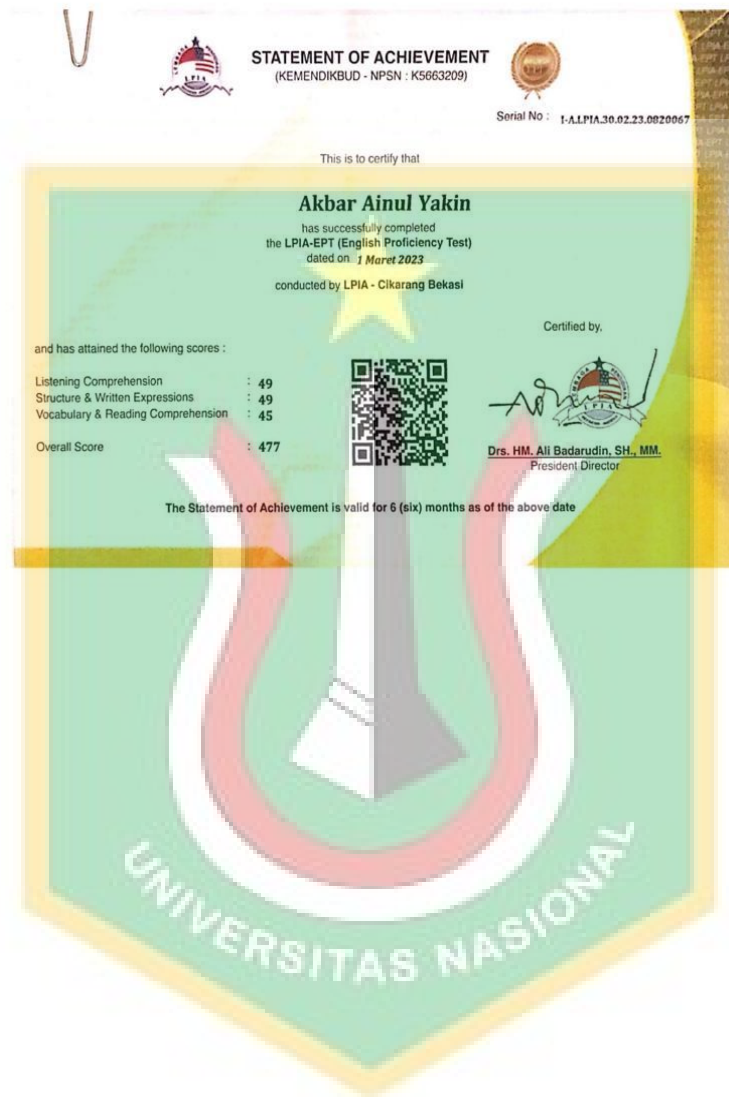 STATEMENT OF ACHIEVEMENT
(KEMENDIKBUD - NPSN : K5663209)
Serial No : I-A.LPIA.30.02.23.0820067
This is to certify that
Akbar Ainul Yakin
has successfully completed
the LPIA-EPT (English Proficiency Test)
dated on 1 Maret 2023
conducted by LPIA - Cikarang Bekasi
Certified by,
and has attained the following scores :
Listening Comprehension : 49
Structure & Written Expressions : 49
Vocabulary & Reading Comprehension : 45
Overall Score : 477
LPIA
Drs. HM. Ali Badarudin, SH., MM.
President Director
The Statement of Achievement is valid for 6 (six) months as of the above date
UNIVERSITAS NASIONAL